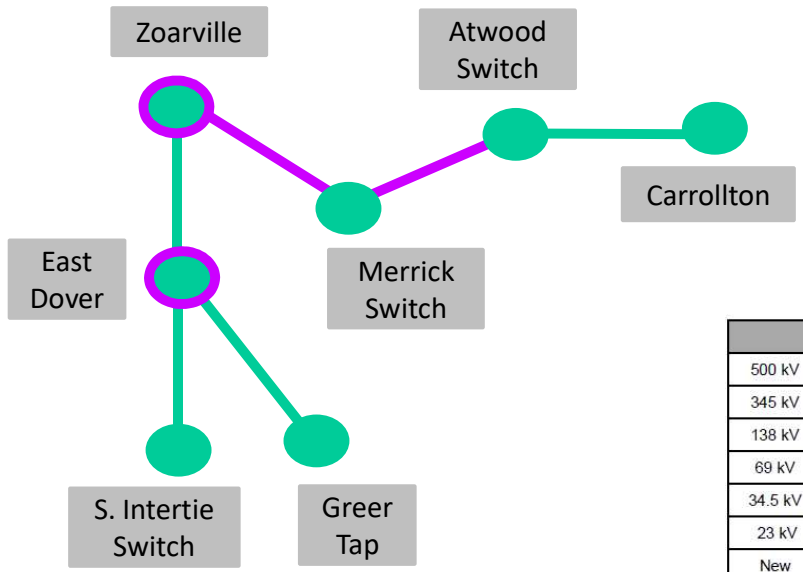 Zoarville
Atwood
Switch
Carrollton
East
Dover
Merrick
Switch
S. Intertie
Switch
Greer
Tap
500 kV
345 kV
138 kV
69 kV
34.5 kV
23 kV
New